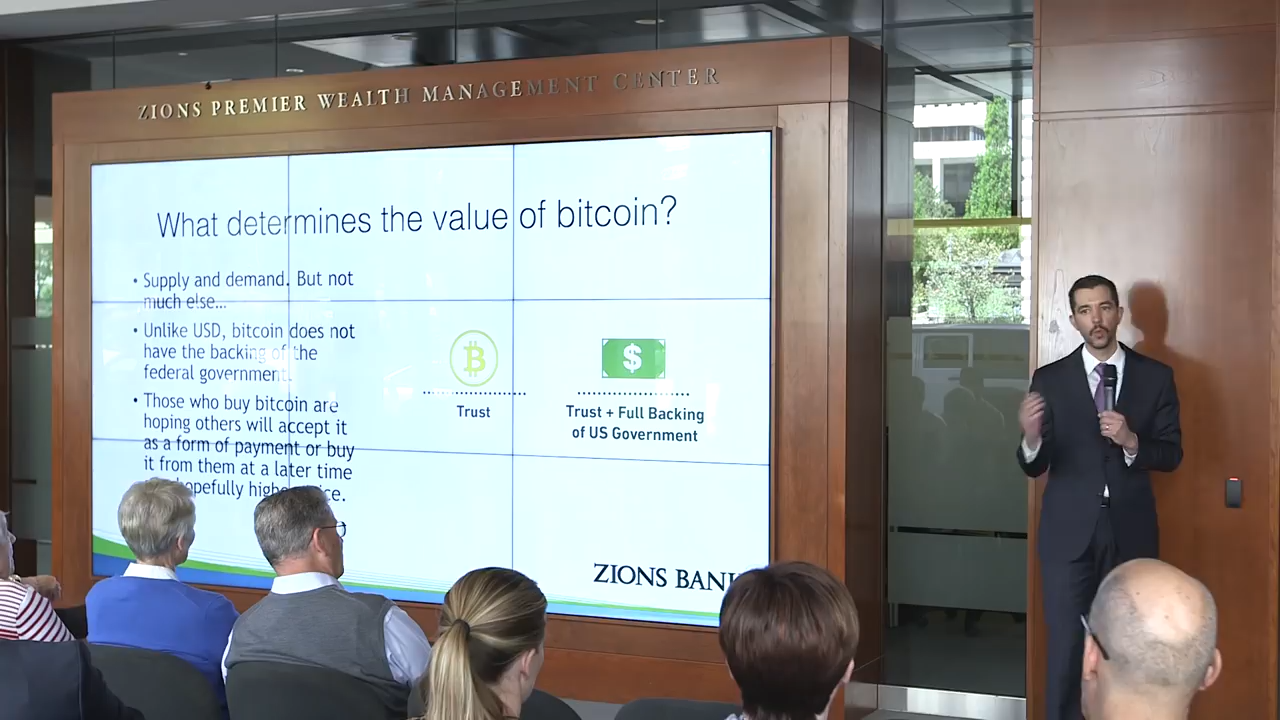 ZIONS PREMIER WEALTH MANAGEMENT CENTER
What determines the value of bitcoin?
• Supply and demand. But not
much else...
• Unlike USD, bitcoin does not
have the backing of the
federal government.
• Those who buy bitcoin are
hoping others will accept it
as a form of payment or buy
it from them at a later time
Trust
$
Trust + Full Backing
of US Government
ZIONS